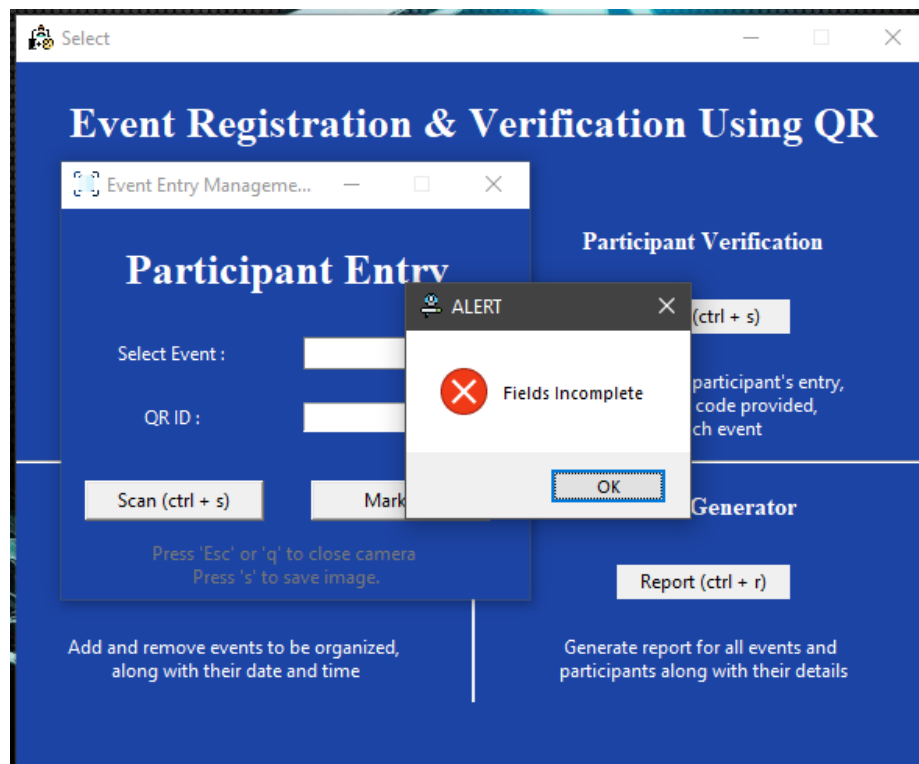 Select
Event Registration & Verification Using QR
Event Entry Manageme...
Participant Verification
Participant Entry
ALERT
(ctrl + s)
Select Event :
Fields Incomplete
participant's entry,
code provided,
QR ID :
ch event
OK
Scan (ctrl + s)
Mark
Generator
Press 'Esc' or 'q' to close camera
Press 's' to save image.
Report (ctrl + r)
Add and remove events to be organized,
along with their date and time
Generate report for all events and
participants along with their details